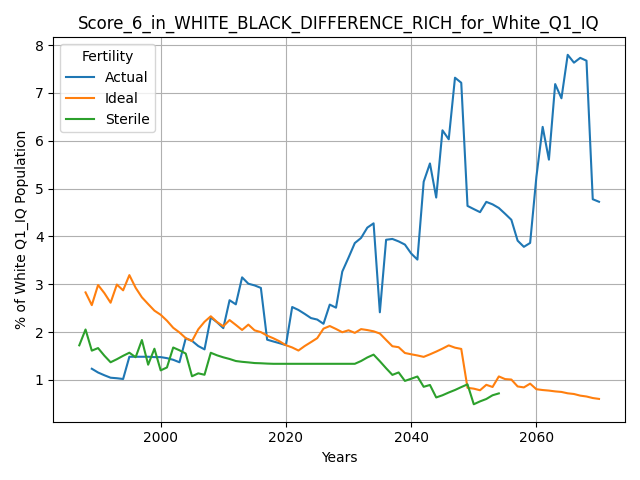 Score_6_in_WHITE_BLACK_DIFFERENCE_RICH_for_White_Q1_IQ
Fertility
Actual
Ideal
Sterile
% of White Q1_IQ Population
8
7
6
5
4
3
2
1
2000
2020
2040
2060
Years